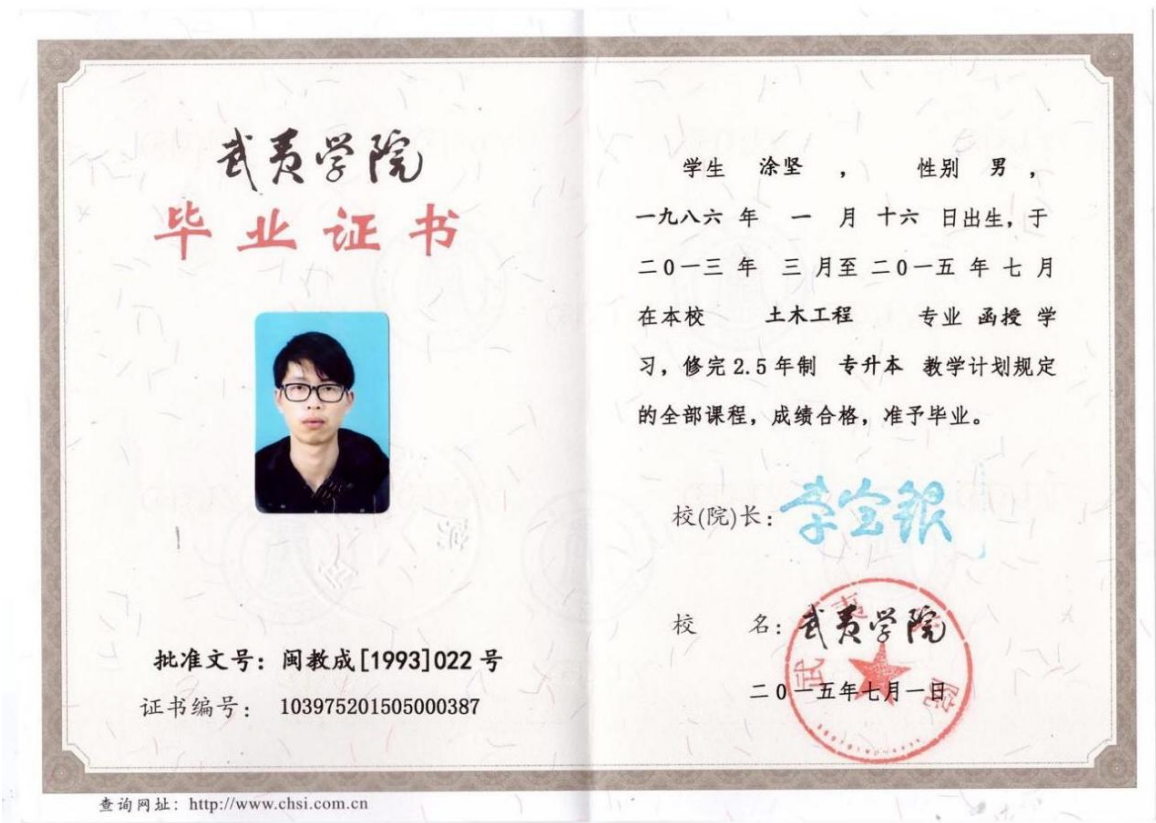 武夷学院
毕业证书
批准文号：闽教成[1993]022 号
证书编号： 103975201505000387
查询网址：http://www.chsi.com.cn
学生 涂坚 ， 性别 男 ，
一九八六 年 一 月 十六 日出生，于
二0一三 年 三 月至 二0一五 年 七 月
在本校 土木工程 专业 函授 学
习，修完 2.5 年制 专升本 教学计划规定
的全部课程，成绩合格，准予毕业。
校(院)长：
校 名：武夷学院
二0一五年七月一日
武夷学院